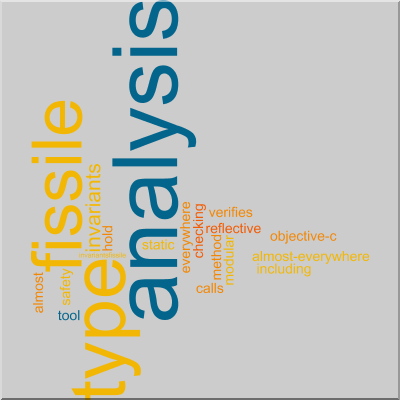 analysis
fissile
type
invariants
hold
everywhere
checking
verifies
reflective
objective-c
static
method
modular
almost-everywhere
including
calls
almost
safety
tool